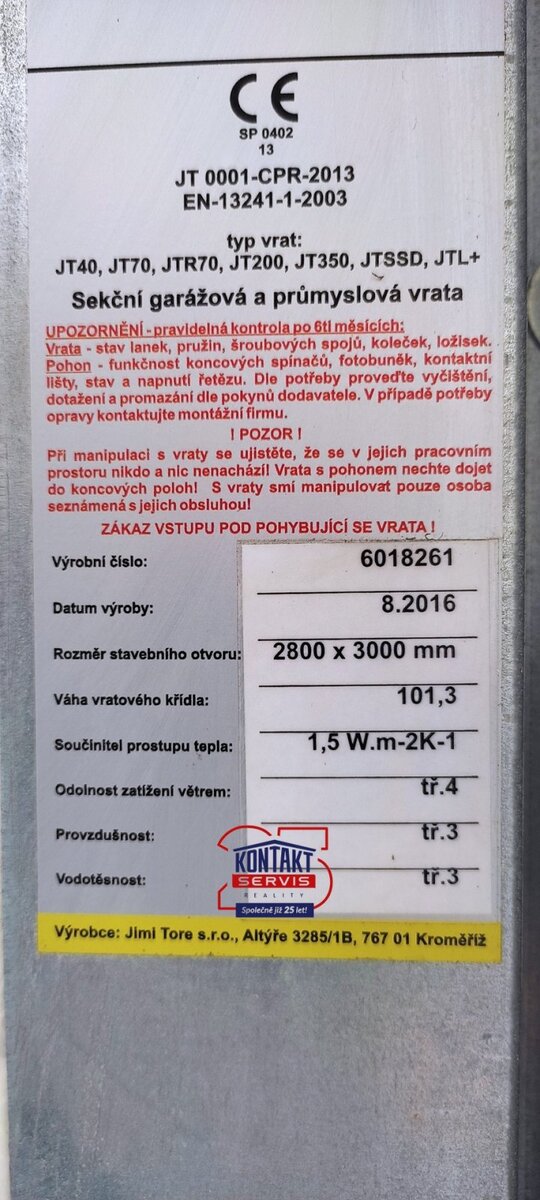 CE
SP 0402
13
JT 0001-CPR-2013
EN-13241-1-2003
typ vrat:
JT40, JT70, JTR70, JT200, JT350, JTSSD, JTL+
Sekční garážová a průmyslová vrata
UPOZORNĚNÍ - pravidelná kontrola po 6ti měsících:
Vrata - stav lanek, pružin, šroubových spojů, koleček, ložisek.
Pohon - funkčnost koncových spínačů, fotobuněk, kontaktní
lišty, stav a napnutí řetězu. Dle potřeby proveďte vyčištění,
dotažení a promazání dle pokynů dodavatele. V případě potřeby
opravy kontaktujte montážní firmu.
! POZOR !
Při manipulaci s vraty se ujistěte, že se v jejich pracovním
prostoru nikdo a nic nenachází! Vrata s pohonem nechte dojet
do koncových poloh! S vraty smí manipulovat pouze osoba
seznámená s jejich obsluhou!
ZÁKAZ VSTUPU POD POHYBUJÍCÍ SE VRATA !
Výrobní číslo: 6018261
Datum výroby: 8.2016
Rozměr stavebního otvoru: 2800 x 3000 mm
Váha vratového křídla: 101,3
Součinitel prostupu tepla: 1,5 W.m-2K-1
Odolnost zatížení větrem: tř.4
Provzdušnost: tř.3
Vodotěsnost: tř.3
KONTAKT
SERVIS
REALITY
Společně již 25 let!
Výrobce: Jimi Tore s.r.o., Altýře 3285/1B, 767 01 Kroměříž